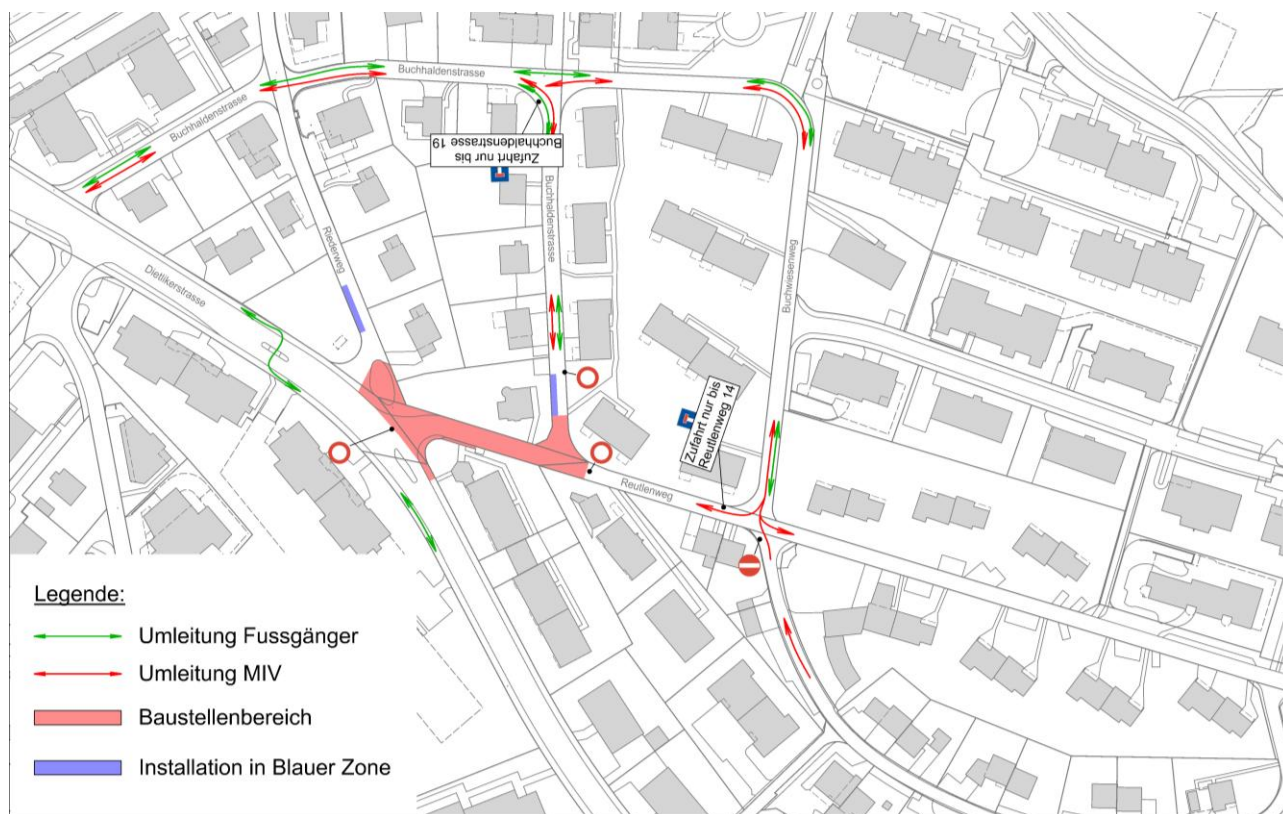 Buchhaldenstrasse
Buchhaldenstrasse
Zufahrt nur bis
Buchhaldenstrasse 19
Buchhaldenstrasse
Riedenweg
Dietlikerstrasse
Buchwiesenweg
Zufahrt nur bis
Reutlenweg 14
Reutlenweg
Legende:
Umleitung Fussgänger
Umleitung MIV
Baustellenbereich
Installation in Blauer Zone